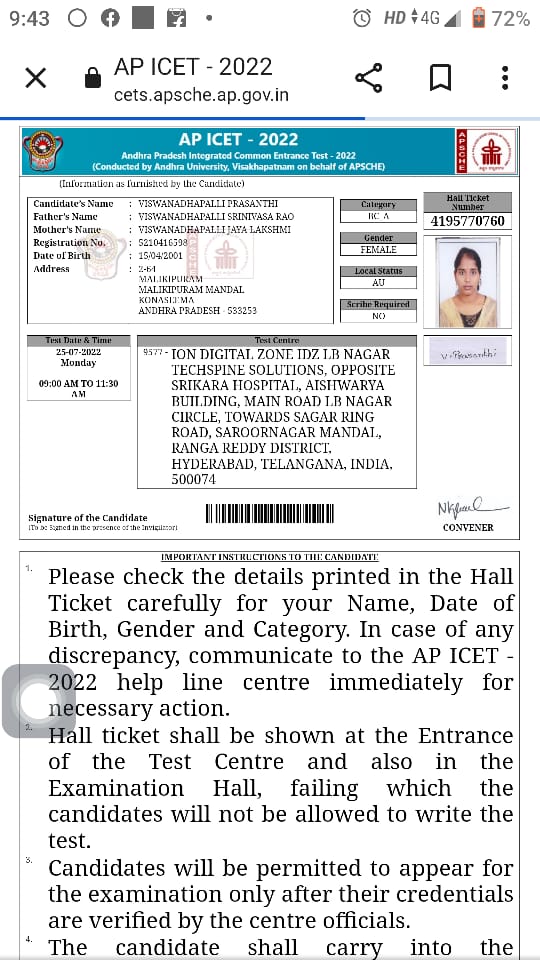 9:43
HD 4G 72%
AP ICET - 2022
cets.apsche.ap.gov.in
AP ICET - 2022
Andhra Pradesh Integrated Common Entrance Test - 2022
(Conducted by Andhra University, Visakhapatnam on behalf of APSCHE)
APSCHE
(Information as furnished by the Candidate)
Candidate's Name : VISWANADHAPALLI PRASANTHI
Father's Name : VISWANADHAPALLI SRINIVASA RAO
Mother's Name : VISWANADHAPALLI JAYA LAKSHMI
Registration No. : 5210416598
Date of Birth : 15/04/2001
Address : 2-64
MALIKIPURAM
MALIKIPURAM MANDAL
KONASEEMA
ANDHRA PRADESH - 533253
Category
BC_A
Gender
FEMALE
Local Status
AU
Scribe Required
NO
Hall Ticket
Number
4195770760
V.Prasanthi
Test Date & Time
25-07-2022
Monday
09:00 AM TO 11:30
AM
Test Centre
9577 - ION DIGITAL ZONE IDZ LB NAGAR
TECHSPINE SOLUTIONS, OPPOSITE
SRIKARA HOSPITAL, AISHWARYA
BUILDING, MAIN ROAD LB NAGAR
CIRCLE, TOWARDS SAGAR RING
ROAD, SAROORNAGAR MANDAL,
RANGA REDDY DISTRICT,
HYDERABAD, TELANGANA, INDIA,
500074
Signature of the Candidate
(To be Signed in the presence of the Invigilator)
CONVENER
IMPORTANT INSTRUCTIONS TO THE CANDIDATE
1. Please check the details printed in the Hall
Ticket carefully for your Name, Date of
Birth, Gender and Category. In case of any
discrepancy, communicate to the AP ICET -
2022 help line centre immediately for
necessary action.
2. Hall ticket shall be shown at the Entrance
of the Test Centre and also in the
Examination Hall, failing which the
candidates will not be allowed to write the
test.
3. Candidates will be permitted to appear for
the examination only after their credentials
are verified by the centre officials.
4. The candidate shall carry into the